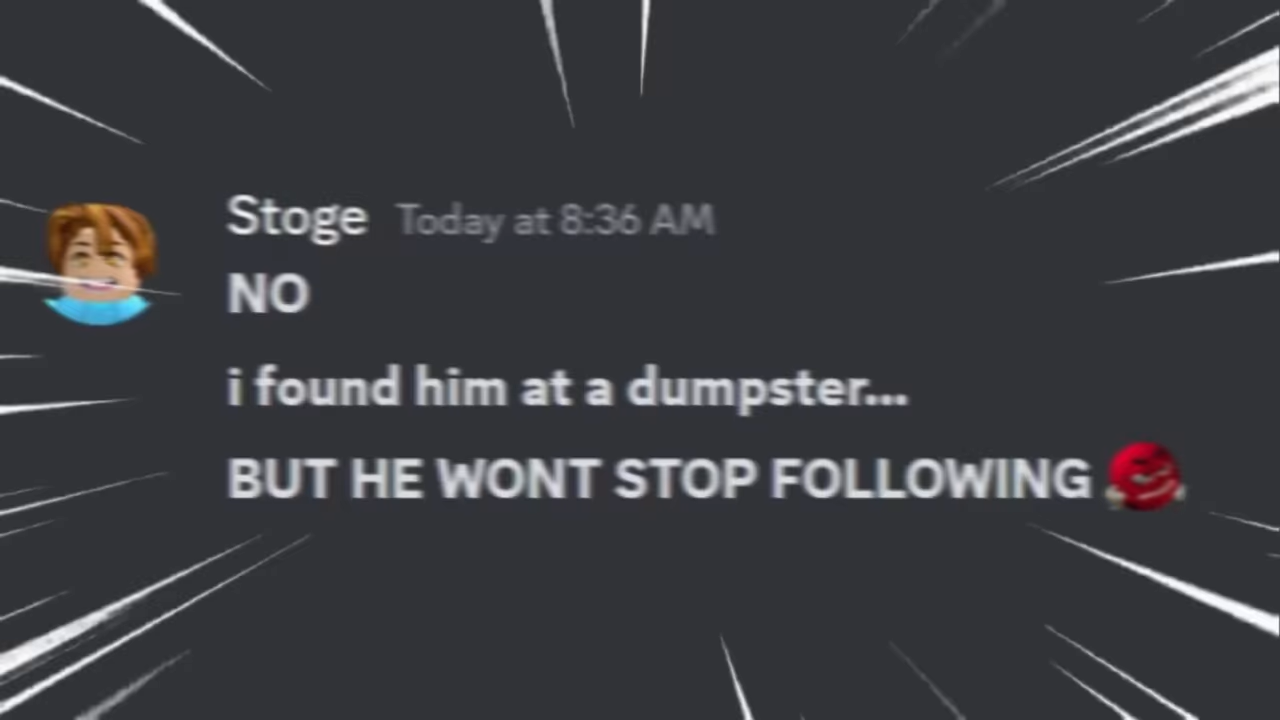 Stoge Today at 8:36 AM
NO
i found him at a dumpster...
BUT HE WONT STOP FOLLOWING